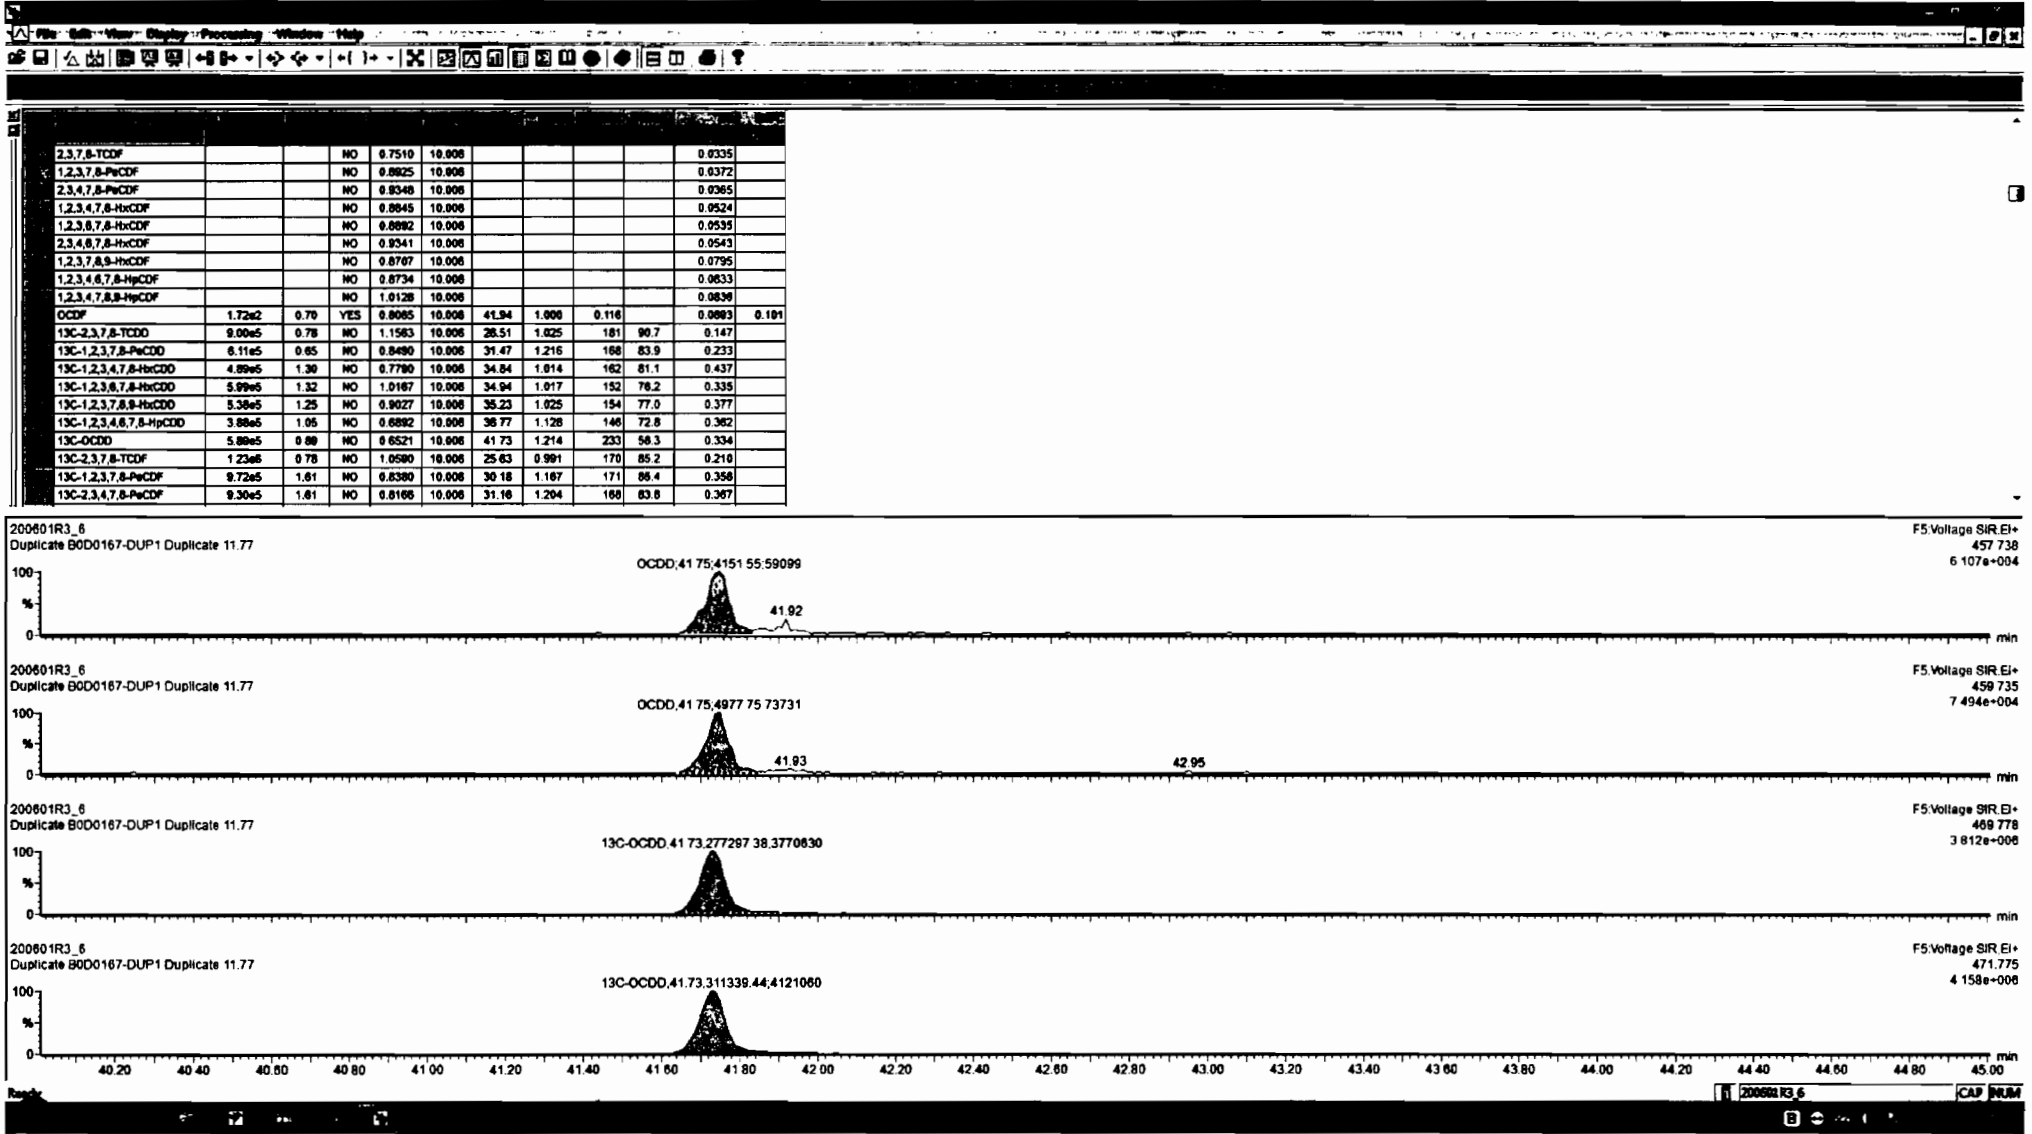 File Edit View Display Processing Window Help
2,3,7,8-TCDF NO 0.7510 10.006 0.0335
1,2,3,7,8-PeCDF NO 0.8925 10.006 0.0372
2,3,4,7,8-PeCDF NO 0.9348 10.006 0.0365
1,2,3,4,7,8-HxCDF NO 0.8645 10.006 0.0524
1,2,3,6,7,8-HxCDF NO 0.8892 10.006 0.0535
2,3,4,6,7,8-HxCDF NO 0.9341 10.006 0.0543
1,2,3,7,8,9-HxCDF NO 0.8707 10.006 0.0795
1,2,3,4,6,7,8-HpCDF NO 0.8734 10.006 0.0633
1,2,3,4,7,8,9-HpCDF NO 1.0128 10.006 0.0836
OCDF 1.72e2 0.70 YES 0.8065 10.006 41.94 1.006 0.116 0.0893 0.101
13C-2,3,7,8-TCDD 9.00e5 0.78 NO 1.1563 10.006 26.51 1.025 181 90.7 0.147
13C-1,2,3,7,8-PeCDD 6.11e5 0.65 NO 0.8490 10.006 31.47 1.216 168 83.9 0.233
13C-1,2,3,4,7,8-HxCDD 4.89e5 1.30 NO 0.7790 10.006 34.84 1.014 162 81.1 0.437
13C-1,2,3,6,7,8-HxCDD 5.99e5 1.32 NO 1.0167 10.006 34.94 1.017 152 76.2 0.335
13C-1,2,3,7,8,9-HxCDD 5.38e5 1.25 NO 0.9027 10.006 35.23 1.025 154 77.0 0.377
13C-1,2,3,4,6,7,8-HpCDD 3.88e5 1.05 NO 0.6892 10.006 38 77 1.128 146 72.8 0.362
13C-OCDD 5.89e5 0 89 NO 0 6521 10.006 41 73 1.214 233 58.3 0.334
13C-2,3,7,8-TCDF 1 23e6 0 78 NO 1.0590 10.006 25 63 0.991 170 85.2 0.210
13C-1,2,3,7,8-PeCDF 9.72e5 1.61 NO 0.8380 10.006 30 18 1.167 171 85.4 0.358
13C-2,3,4,7,8-PeCDF 9.30e5 1.61 NO 0.8166 10.006 31.16 1.204 168 83.8 0.367
200601R3_6
Duplicate B0D0167-DUP1 Duplicate 11.77
F5:Voltage SIR.EI+
457 738
6 107e+004
OCDD;41 75;4151 55;59099
100
%
0
41.92
min
200601R3_6
Duplicate B0D0167-DUP1 Duplicate 11.77
F5:Voltage SIR.EI+
459 735
7 494e+004
OCDD,41 75;4977 75 73731
100
%
0
41.93
42.95
min
200601R3_6
Duplicate B0D0167-DUP1 Duplicate 11.77
F5:Voltage SIR.EI+
469 778
3 812e+006
13C-OCDD,41 73,277297 38,3770630
100
%
0
min
200601R3_6
Duplicate B0D0167-DUP1 Duplicate 11.77
F5:Voltage SIR.EI+
471.775
4 158e+006
13C-OCDD,41.73,311339.44;4121060
100
%
0
min
40.20 40 40 40.60 40 80 41 00 41.20 41.40 41 60 41 80 42 00 42.20 42.40 42.60 42.80 43.00 43.20 43.40 43 60 43.80 44.00 44.20 44 40 44.60 44 80 45.00
Ready
200601R3_6 CAP NUM